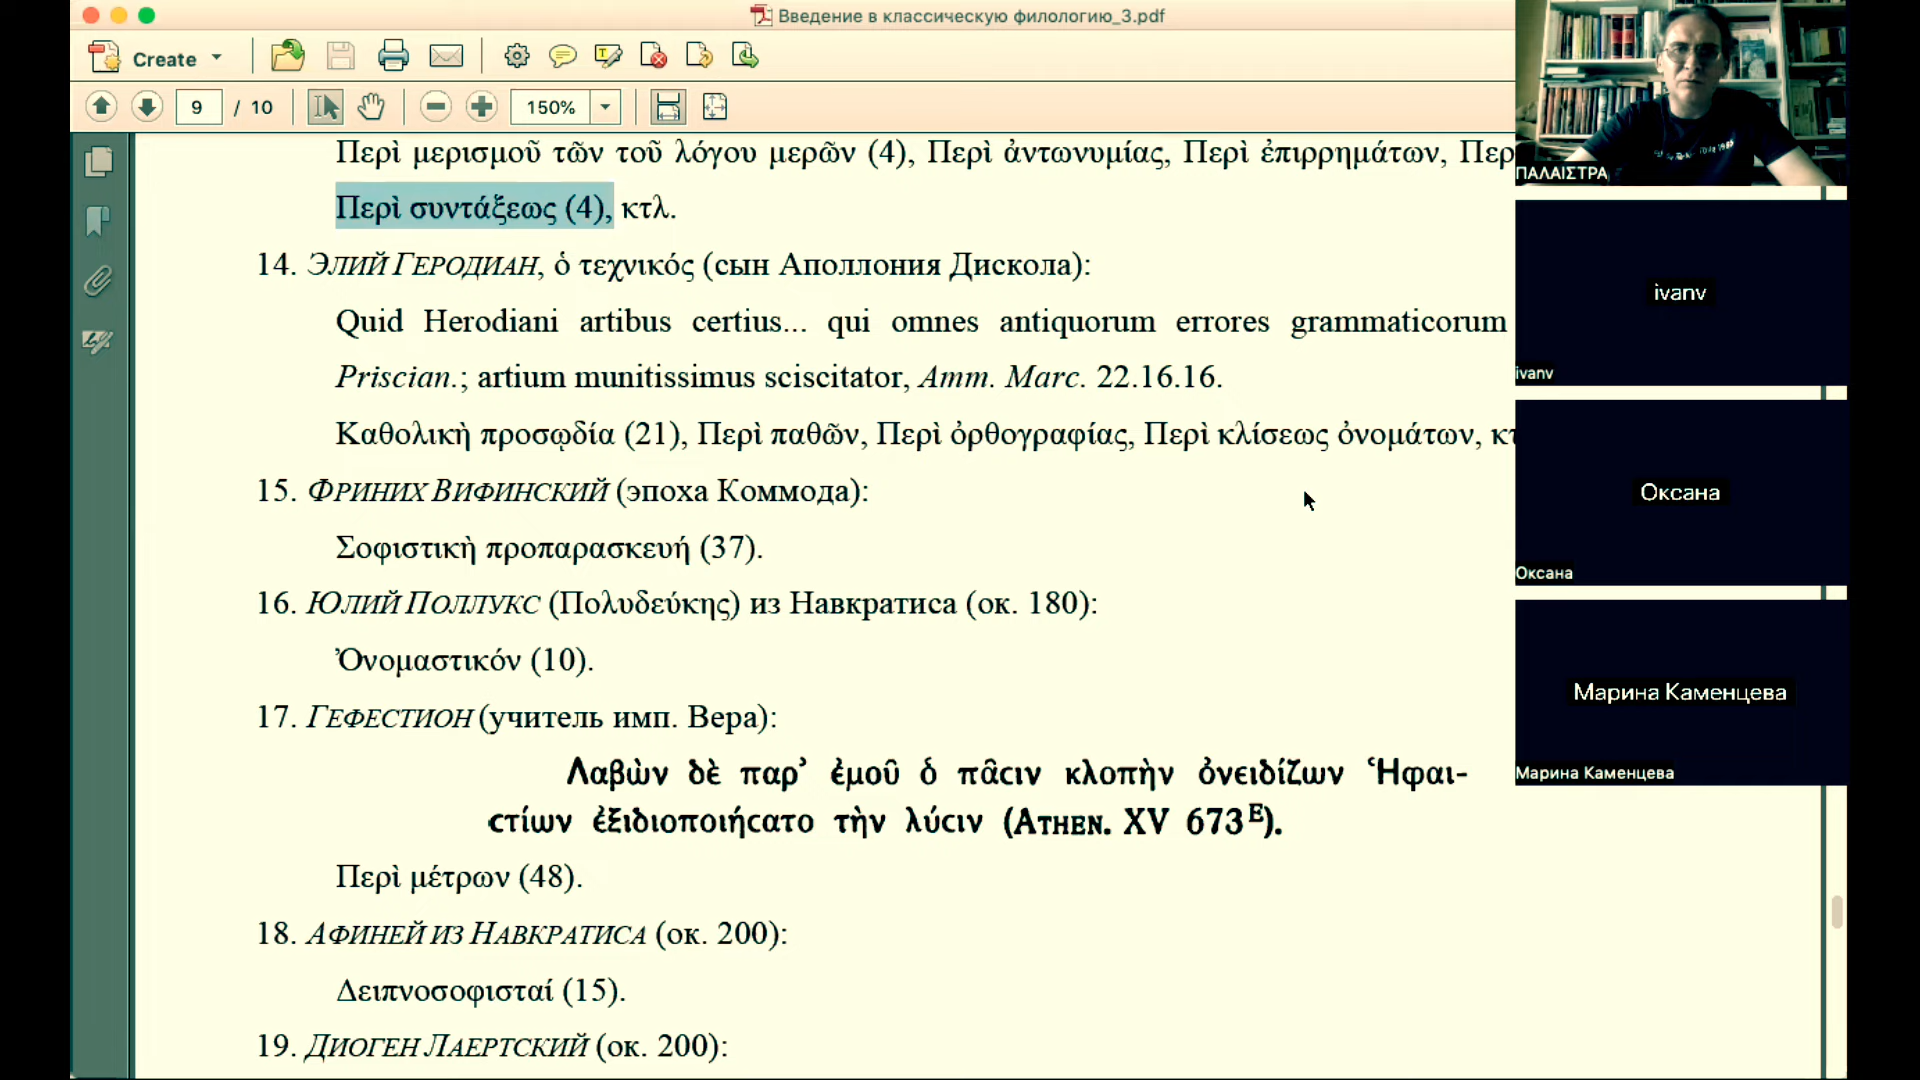 Введение в классическую филологию_3.pdf
Create
9 / 10
150%
Περὶ μερισμοῦ τῶν τοῦ λόγου μερῶν (4), Περὶ ἀντωνυμίας, Περὶ ἐπιρρημάτων, Περ
Περὶ συντάξεως (4), κτλ.
14. ЭЛИЙ ГЕРОДИАН, ὁ τεχνικός (сын Аполлония Дискола):
Quid Herodiani artibus certius... qui omnes antiquorum errores grammaticorum
Priscian.; artium munitissimus sciscitator, Amm. Marc. 22.16.16.
Καθολικὴ προσῳδία (21), Περὶ παθῶν, Περὶ ὀρθογραφίας, Περὶ κλίσεως ὀνομάτων, κτ
15. ФРИНИХ ВИФИНСКИЙ (эпоха Коммода):
Σοφιστικὴ προπαρασκευή (37).
16. ЮЛИЙ ПОЛЛУКС (Πολυδεύκης) из Навкратиса (ок. 180):
Ὀνομαστικόν (10).
17. ГЕФЕСТИОН (учитель имп. Вера):
Λαβὼν δὲ παρ’ ἐμοῦ ὁ πᾶϲιν κλοπὴν ὀνειδίζων Ἡφαι-
ϲτίων ἐξιδιοποιήϲατο τὴν λύϲιν (ATHEN. XV 673E).
Περὶ μέτρων (48).
18. АФИНЕЙ ИЗ НАВКРАТИСА (ок. 200):
Δειπνοσοφισταί (15).
19. ДИОГЕН ЛАЕРТСКИЙ (ок. 200):
ПАЛАІΣТРА
ivanv
ivanv
Оксана
Оксана
Марина Каменцева
Марина Каменцева